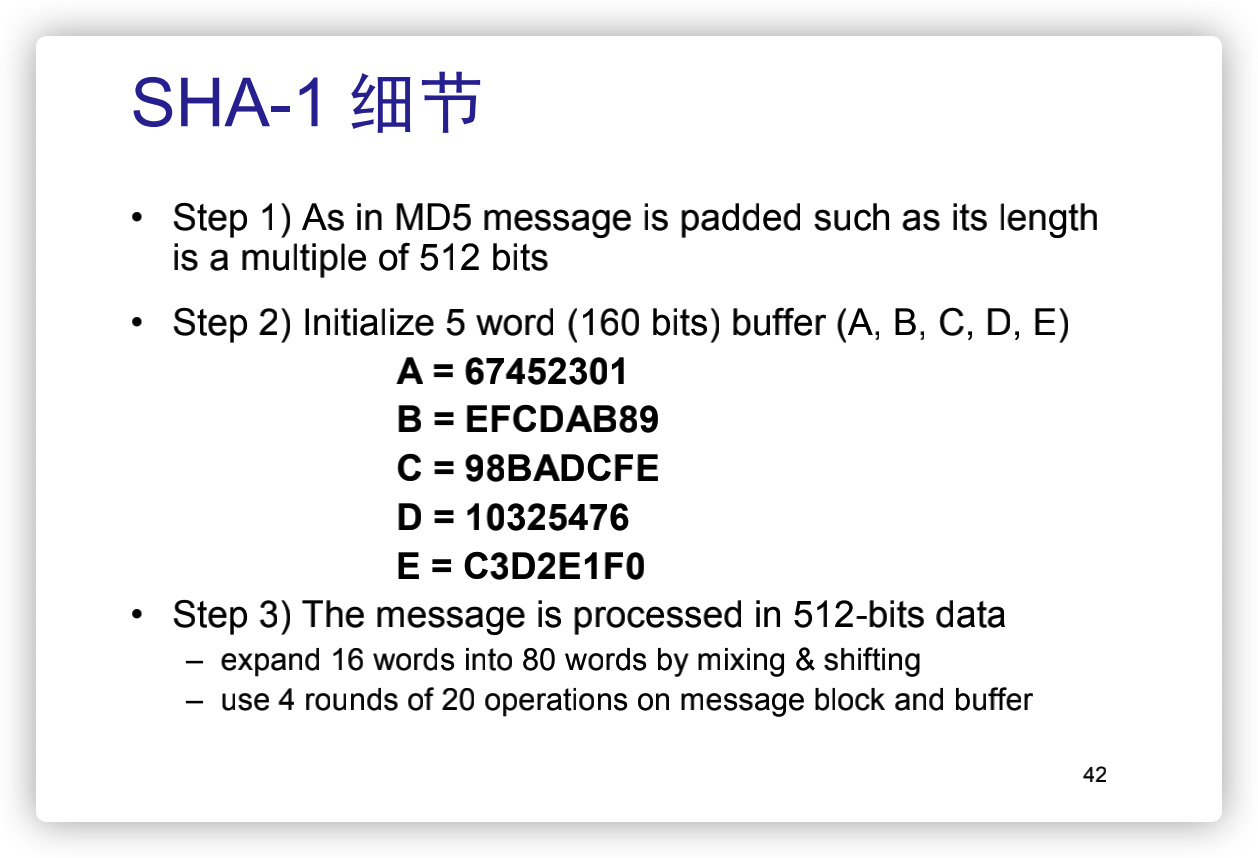 SHA-1 细节
• Step 1) As in MD5 message is padded such as its length
is a multiple of 512 bits
• Step 2) Initialize 5 word (160 bits) buffer (A, B, C, D, E)
A = 67452301
B = EFCDAB89
C = 98BADCFE
D = 10325476
E = C3D2E1F0
• Step 3) The message is processed in 512-bits data
– expand 16 words into 80 words by mixing & shifting
– use 4 rounds of 20 operations on message block and buffer
42